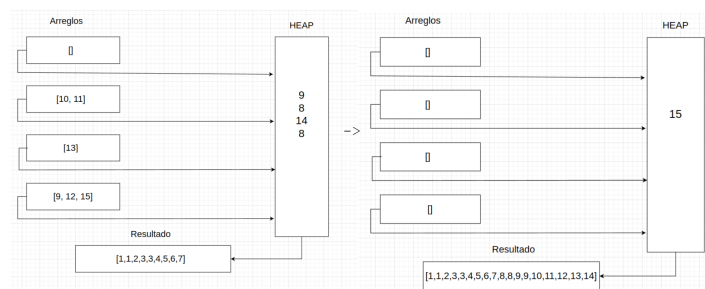 Arreglos
HEAP
[]
[10, 11]
[13]
[9, 12, 15]
9
8
14
8
Resultado
[1,1,2,3,3,4,5,6,7]
->
Arreglos
HEAP
[]
[]
[]
[]
15
Resultado
[1,1,2,3,3,4,5,6,7,8,8,9,9,10,11,12,13,14]